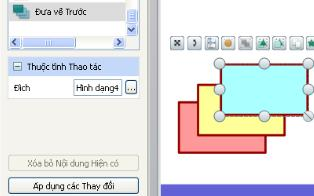 Đưa về Trước
Thuộc tính Thao tác
Đích
Hình dạng4
...
Xóa bỏ Nội dung Hiện có
Áp dụng các Thay đổi